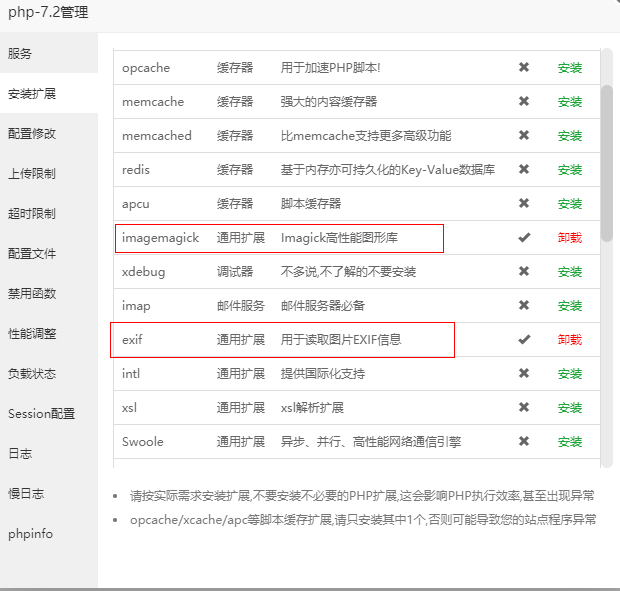 php-7.2管理
服务
安装扩展
配置修改
上传限制
超时限制
配置文件
禁用函数
性能调整
负载状态
Session配置
日志
慢日志
phpinfo
opcache 缓存器 用于加速PHP脚本! ✖ 安装
memcache 缓存器 强大的内容缓存器 ✖ 安装
memcached 缓存器 比memcache支持更多高级功能 ✖ 安装
redis 缓存器 基于内存亦可持久化的Key-Value数据库 ✖ 安装
apcu 缓存器 脚本缓存器 ✖ 安装
imagemagick 通用扩展 Imagick高性能图形库 ✔ 卸载
xdebug 调试器 不多说,不了解的不要安装 ✖ 安装
imap 邮件服务 邮件服务器必备 ✖ 安装
exif 通用扩展 用于读取图片EXIF信息 ✔ 卸载
intl 通用扩展 提供国际化支持 ✖ 安装
xsl 通用扩展 xsl解析扩展 ✖ 安装
Swoole 通用扩展 异步、并行、高性能网络通信引擎 ✖ 安装
• 请按实际需求安装扩展,不要安装不必要的PHP扩展,这会影响PHP执行效率,甚至出现异常
• opcache/xcache/apc等脚本缓存扩展,请只安装其中1个,否则可能导致您的站点程序异常